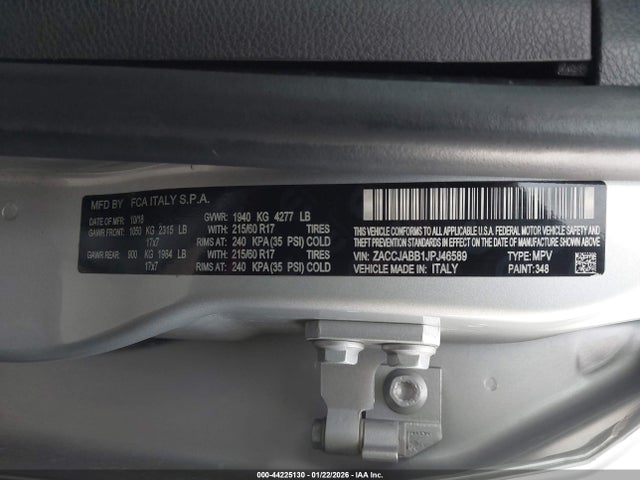 MFD BY FCA ITALY S.P.A.
DATE OF MFR: 10/18 GVWR: 1940 KG 4277 LB
GAWR FRONT: 1050 KG 2315 LB WITH: 215/60 R17 TIRES
17x7 RIMS AT: 240 KPA(35 PSI) COLD
GAWR REAR: 900 KG 1984 LB WITH: 215/60 R17 TIRES
17x7 RIMS AT: 240 KPA(35 PSI) COLD
THIS VEHICLE CONFORMS TO ALL APPLICABLE
U.S. FEDERAL MOTOR VEHICLE SAFETY
AND THEFT PREVENTION STANDARDS IN EFFECT ON
THE DATE OF MANUFACTURE SHOWN ABOVE.
VIN: ZACCJABB1JPJ46589 TYPE: MPV
VEHICLE MADE IN: ITALY PAINT: 348
000-44225130 - 01/22/2026 - IAA Inc.